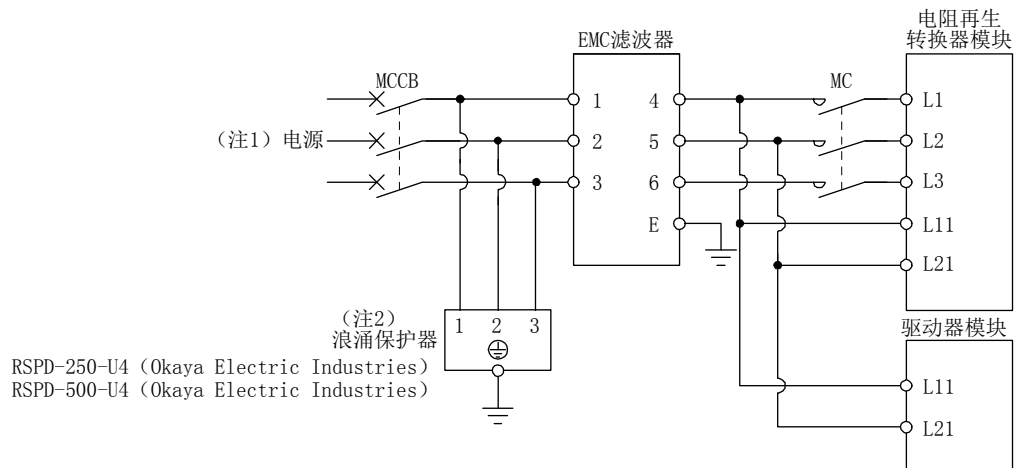 电阻再生
转换器模块
EMC滤波器
MCCB
MC
1
4
L1
（注1）电源
2
5
L2
3
6
L3
E
L11
L21
（注2）
浪涌保护器
1 2 3
驱动器模块
RSPD-250-U4（Okaya Electric Industries）
RSPD-500-U4（Okaya Electric Industries）
L11
L21